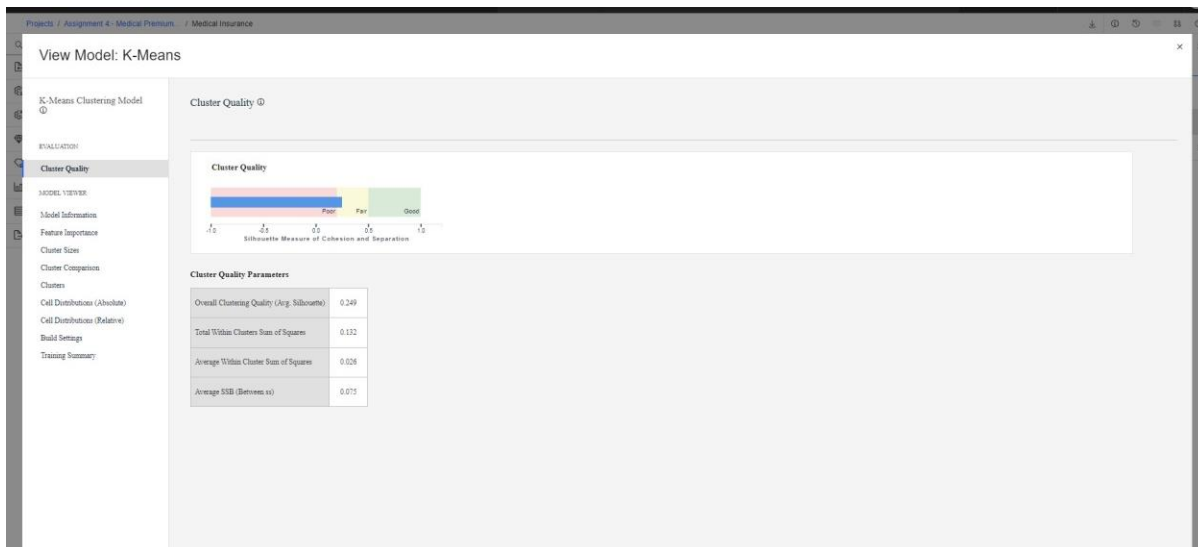 Projects / Assignment 4 - Medical Premium... / Medical Insurance
View Model: K-Means
K-Means Clustering Model
EVALUATION
Cluster Quality
MODEL VIEWER
Model Information
Feature Importance
Cluster Sizes
Cluster Comparison
Clusters
Cell Distributions (Absolute)
Cell Distributions (Relative)
Build Settings
Training Summary
Cluster Quality
Cluster Quality
Poor Fair Good
-1.0 -0.5 0.0 0.5 1.0
Silhouette Measure of Cohesion and Separation
Cluster Quality Parameters
Overall Clustering Quality (Avg. Silhouette) 0.249
Total Within Clusters Sum of Squares 0.132
Average Within Cluster Sum of Squares 0.026
Average SSB (Between ss) 0.075